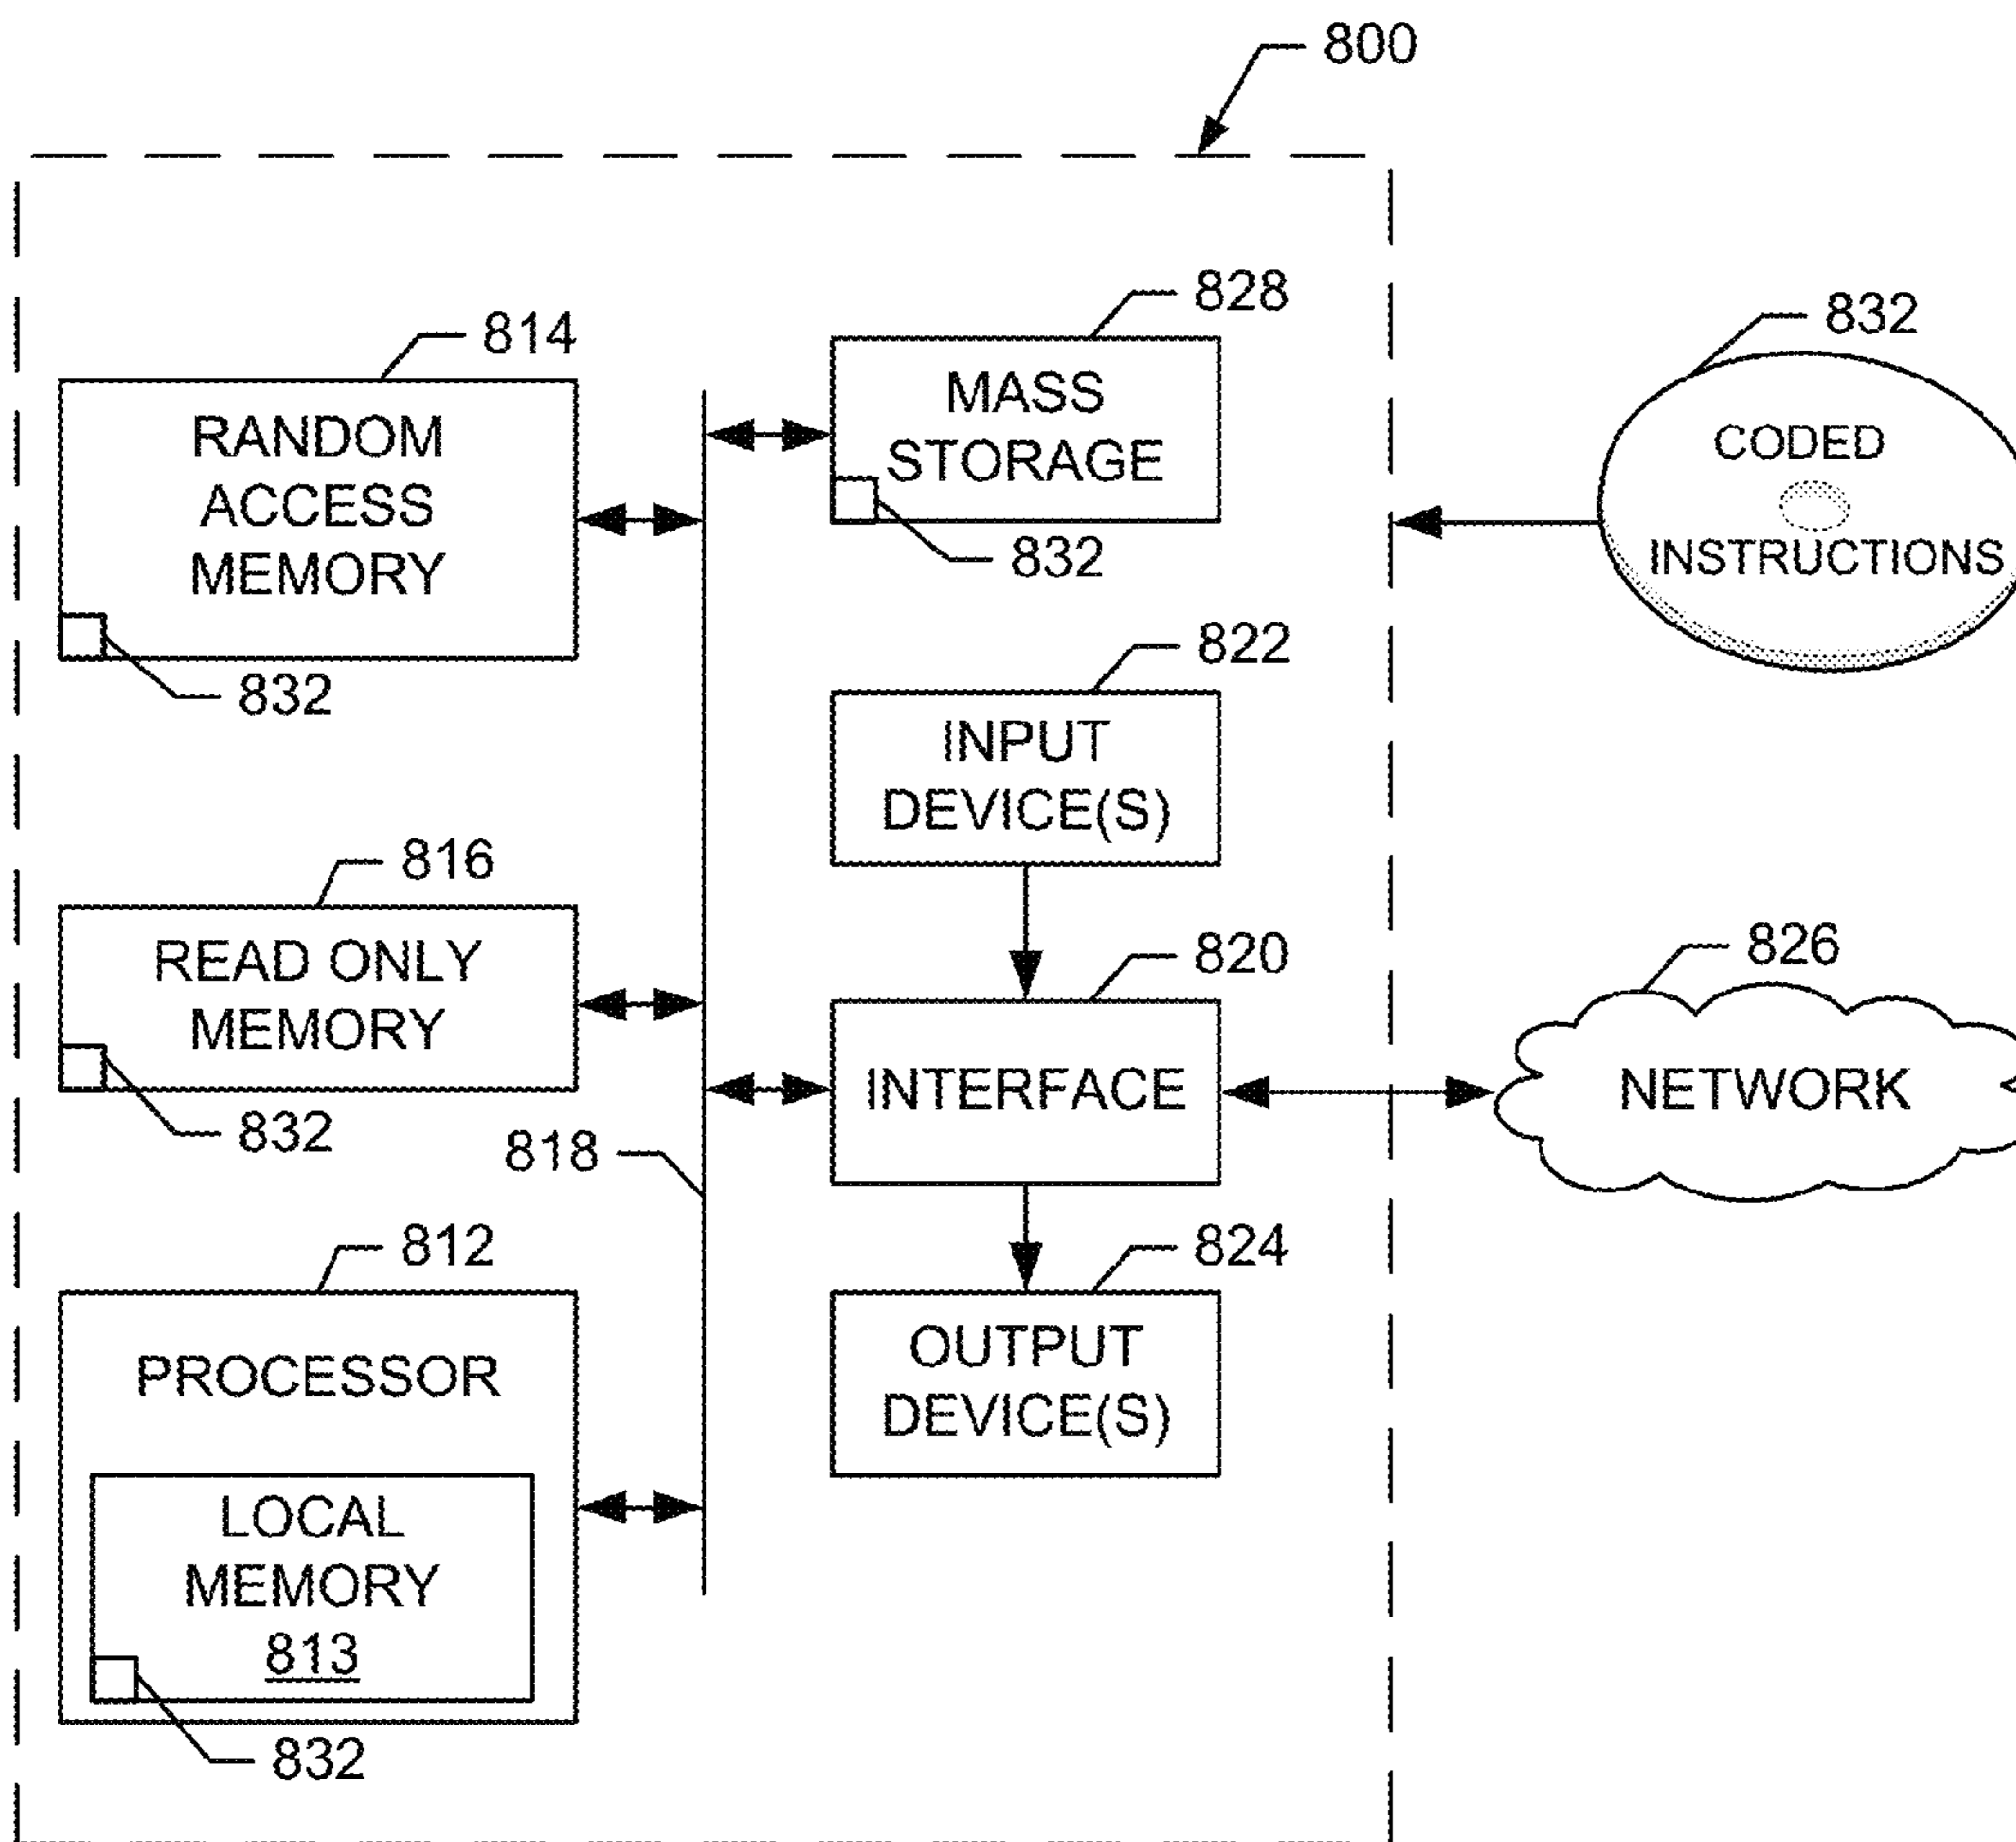 800
828
832
814
MASS
STORAGE
RANDOM
ACCESS
MEMORY
CODED
INSTRUCTIONS
832
832
822
INPUT
DEVICE(S)
816
READ ONLY
MEMORY
820
826
INTERFACE
NETWORK
832
818
812
824
PROCESSOR
OUTPUT
DEVICE(S)
LOCAL
MEMORY
813
832